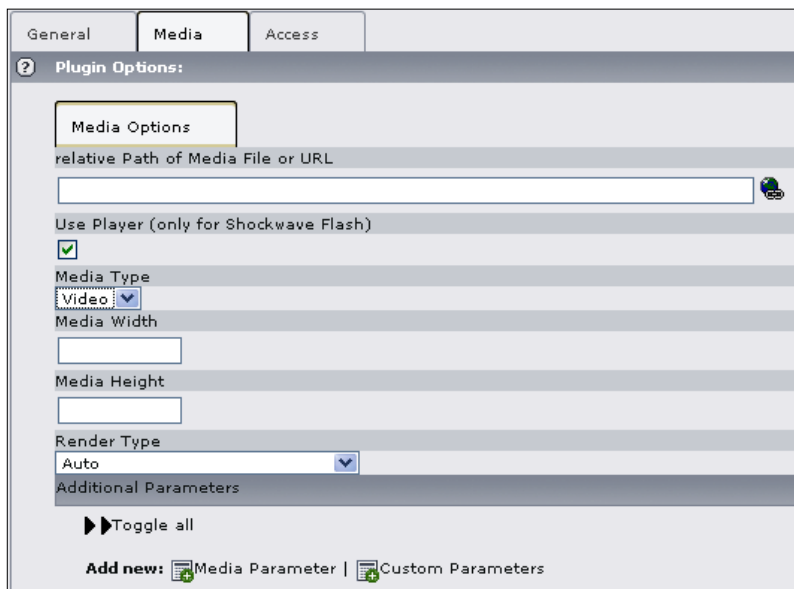 General Media Access
? Plugin Options:
Media Options
relative Path of Media File or URL
Use Player (only for Shockwave Flash)
Media Type
Video
Media Width
Media Height
Render Type
Auto
Additional Parameters
Toggle all
Add new: Media Parameter | Custom Parameters